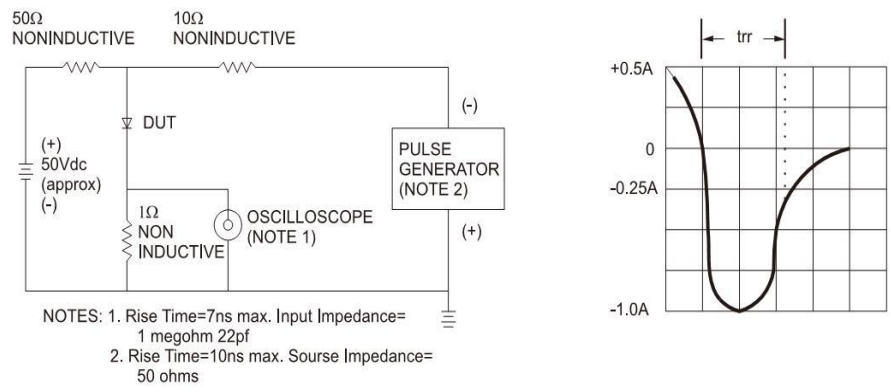 50Ω
NONINDUCTIVE
10Ω
NONINDUCTIVE
DUT
(+)
50Vdc
(approx)
(-)
1Ω
NON
INDUCTIVE
OSCILLOSCOPE
(NOTE 1)
(-)
PULSE
GENERATOR
(NOTE 2)
(+)
NOTES: 1. Rise Time=7ns max. Input Impedance=
1 megohm 22pf
2. Rise Time=10ns max. Sourse Impedance=
50 ohms
trr
+0.5A
0
-0.25A
-1.0A